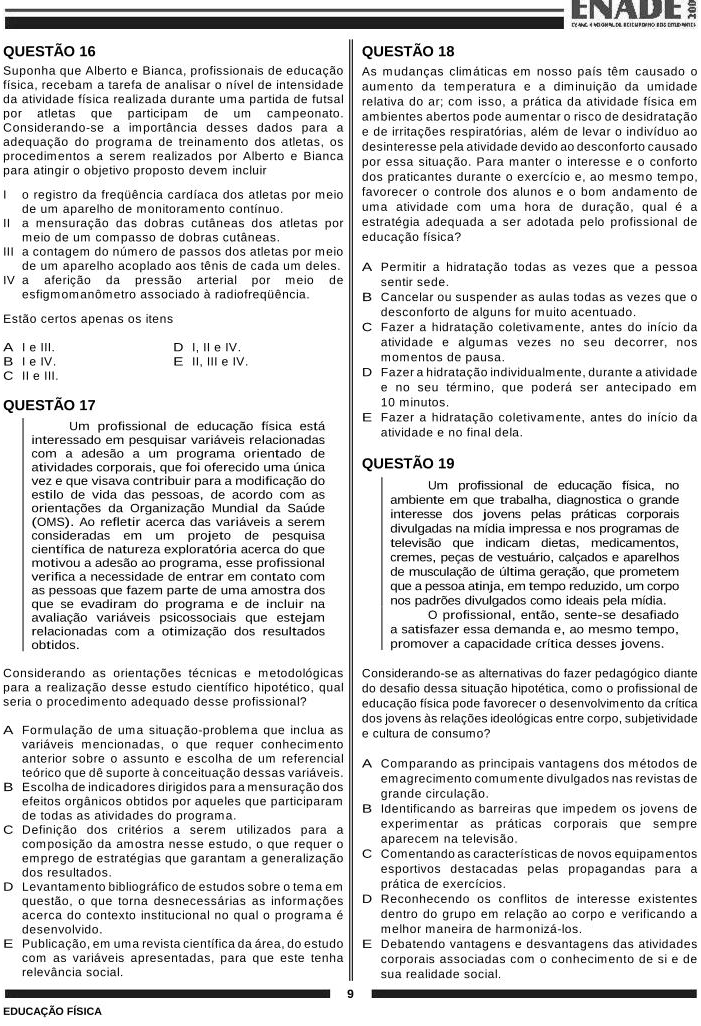 ENADE
QUESTÃO 16
Suponha que Alberto e Bianca, profissionais de educação
física, recebam a tarefa de analisar o nível de intensidade
da atividade física realizada durante uma partida de futsal
por atletas que participam de um campeonato.
Considerando-se a importância desses dados para a
adequação do programa de treinamento dos atletas, os
procedimentos a serem realizados por Alberto e Bianca
para atingir o objetivo proposto devem incluir
I o registro da freqüência cardíaca dos atletas por meio
de um aparelho de monitoramento contínuo.
II a mensuração das dobras cutâneas dos atletas por
meio de um compasso de dobras cutâneas.
III a contagem do número de passos dos atletas por meio
de um aparelho acoplado aos tênis de cada um deles.
IV a aferição da pressão arterial por meio de
esfigmomanômetro associado à radiofreqüência.
Estão certos apenas os itens
A I e III.
B I e IV.
C II e III.
D I, II e IV.
E II, III e IV.
QUESTÃO 17
Um profissional de educação física está
interessado em pesquisar variáveis relacionadas
com a adesão a um programa orientado de
atividades corporais, que foi oferecido uma única
vez e que visava contribuir para a modificação do
estilo de vida das pessoas, de acordo com as
orientações da Organização Mundial da Saúde
(OMS). Ao refletir acerca das variáveis a serem
consideradas em um projeto de pesquisa
científica de natureza exploratória acerca do que
motivou a adesão ao programa, esse profissional
verifica a necessidade de entrar em contato com
as pessoas que fazem parte de uma amostra dos
que se evadiram do programa e de incluir na
avaliação variáveis psicossociais que estejam
relacionadas com a otimização dos resultados
obtidos.
Considerando as orientações técnicas e metodológicas
para a realização desse estudo científico hipotético, qual
seria o procedimento adequado desse profissional?
A Formulação de uma situação-problema que inclua as
variáveis mencionadas, o que requer conhecimento
anterior sobre o assunto e escolha de um referencial
teórico que dê suporte à conceituação dessas variáveis.
B Escolha de indicadores dirigidos para a mensuração dos
efeitos orgânicos obtidos por aqueles que participaram
de todas as atividades do programa.
C Definição dos critérios a serem utilizados para a
composição da amostra nesse estudo, o que requer o
emprego de estratégias que garantam a generalização
dos resultados.
D Levantamento bibliográfico de estudos sobre o tema em
questão, o que torna desnecessárias as informações
acerca do contexto institucional no qual o programa é
desenvolvido.
E Publicação, em uma revista científica da área, do estudo
com as variáveis apresentadas, para que este tenha
relevância social.
QUESTÃO 18
As mudanças climáticas em nosso país têm causado o
aumento da temperatura e a diminuição da umidade
relativa do ar; com isso, a prática da atividade física em
ambientes abertos pode aumentar o risco de desidratação
e de irritações respiratórias, além de levar o indivíduo ao
desinteresse pela atividade devido ao desconforto causado
por essa situação. Para manter o interesse e o conforto
dos praticantes durante o exercício e, ao mesmo tempo,
favorecer o controle dos alunos e o bom andamento de
uma atividade com uma hora de duração, qual é a
estratégia adequada a ser adotada pelo profissional de
educação física?
A Permitir a hidratação todas as vezes que a pessoa
sentir sede.
B Cancelar ou suspender as aulas todas as vezes que o
desconforto de alguns for muito acentuado.
C Fazer a hidratação coletivamente, antes do início da
atividade e algumas vezes no seu decorrer, nos
momentos de pausa.
D Fazer a hidratação individualmente, durante a atividade
e no seu término, que poderá ser antecipado em
10 minutos.
E Fazer a hidratação coletivamente, antes do início da
atividade e no final dela.
QUESTÃO 19
Um profissional de educação física, no
ambiente em que trabalha, diagnostica o grande
interesse dos jovens pelas práticas corporais
divulgadas na mídia impressa e nos programas de
televisão que indicam dietas, medicamentos,
cremes, peças de vestuário, calçados e aparelhos
de musculação de última geração, que prometem
que a pessoa atinja, em tempo reduzido, um corpo
nos padrões divulgados como ideais pela mídia.
O profissional, então, sente-se desafiado
a satisfazer essa demanda e, ao mesmo tempo,
promover a capacidade crítica desses jovens.
Considerando-se as alternativas do fazer pedagógico diante
do desafio dessa situação hipotética, como o profissional de
educação física pode favorecer o desenvolvimento da crítica
dos jovens às relações ideológicas entre corpo, subjetividade
e cultura de consumo?
A Comparando as principais vantagens dos métodos de
emagrecimento comumente divulgados nas revistas de
grande circulação.
B Identificando as barreiras que impedem os jovens de
experimentar as práticas corporais que sempre
aparecem na televisão.
C Comentando as características de novos equipamentos
esportivos destacadas pelas propagandas para a
prática de exercícios.
D Reconhecendo os conflitos de interesse existentes
dentro do grupo em relação ao corpo e verificando a
melhor maneira de harmonizá-los.
E Debatendo vantagens e desvantagens das atividades
corporais associadas com o conhecimento de si e de
sua realidade social.
9
EDUCAÇÃO FÍSICA